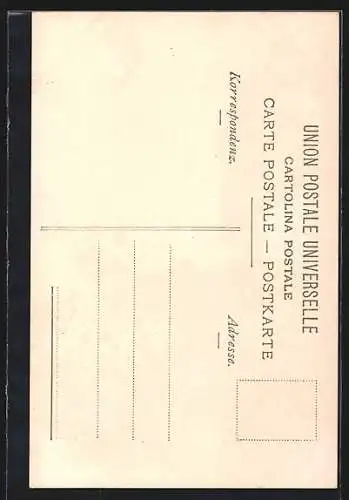 UNION POSTALE UNIVERSELLE
CARTOLINA POSTALE
CARTE POSTALE — POSTKARTE
Korrespondenz.
Adresse.